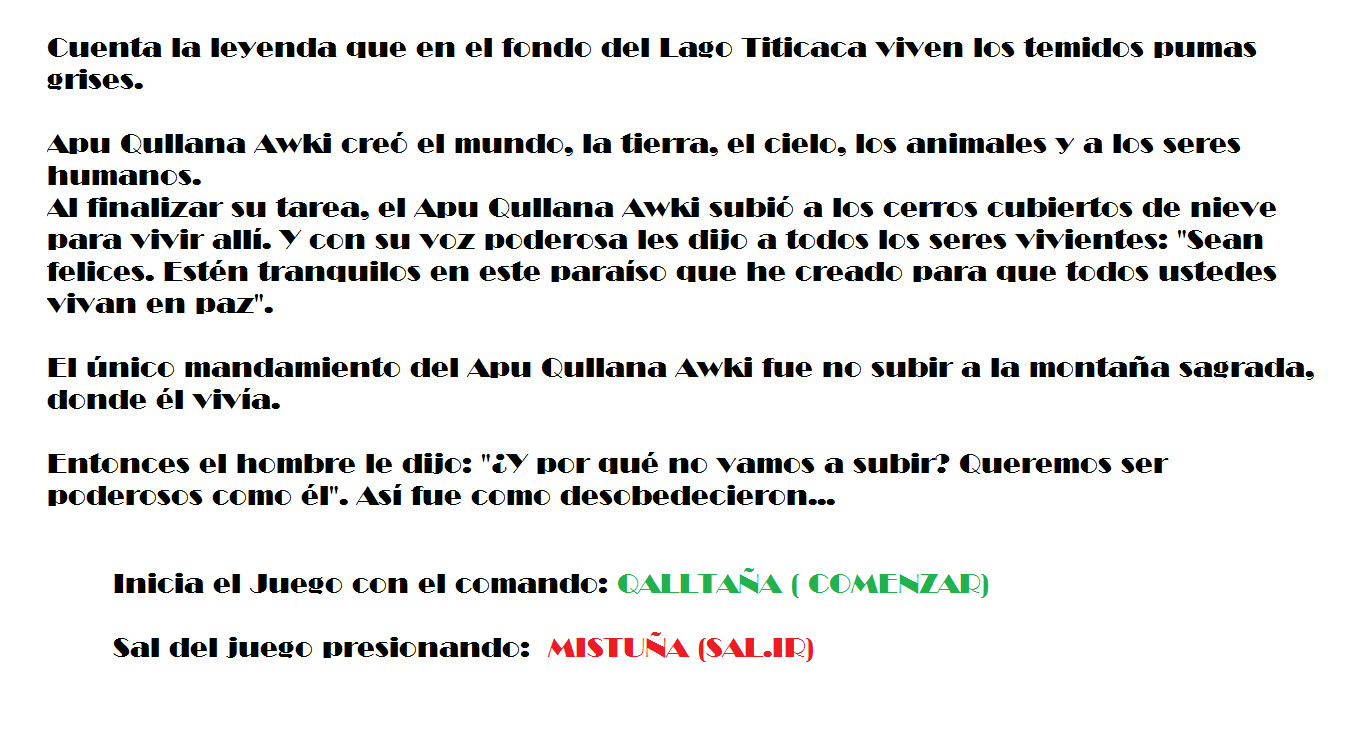 Cuenta la leyenda que en el fondo del Lago Titicaca viven los temidos pumas
grises.
Apu Qullana Awki creó el mundo, la tierra, el cielo, los animales y a los seres
humanos.
Al finalizar su tarea, el Apu Qullana Awki subió a los cerros cubiertos de nieve
para vivir allí. Y con su voz poderosa les dijo a todos los seres vivientes: "Sean
felices. Estén tranquilos en este paraíso que he creado para que todos ustedes
vivan en paz".
El único mandamiento del Apu Qullana Awki fue no subir a la montaña sagrada,
donde él vivía.
Entonces el hombre le dijo: "¿Y por qué no vamos a subir? Queremos ser
poderosos como él". Así fue como desobedecieron...
Inicia el Juego con el comando: QALLTAÑA ( COMENZAR)
Sal del juego presionando: MISTUÑA (SAL.IR)